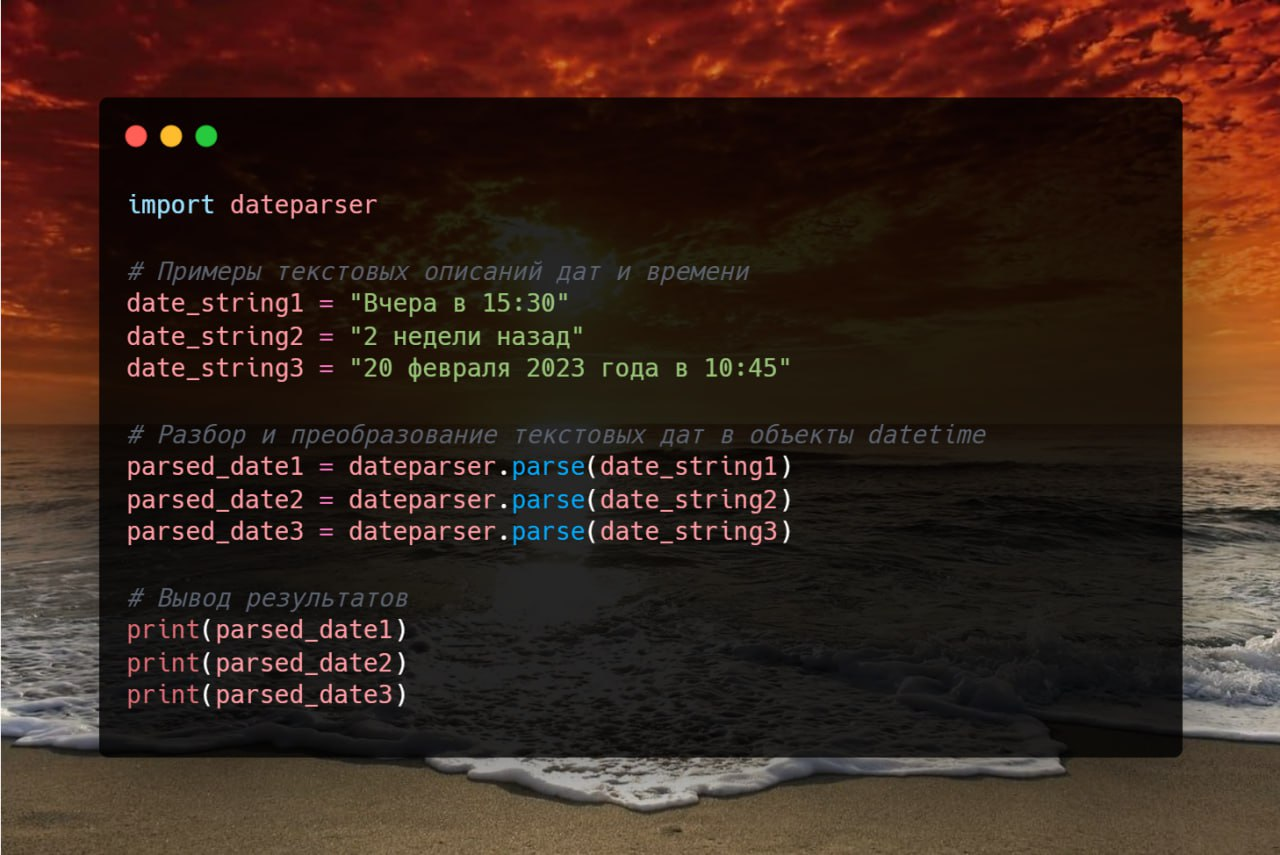 import dateparser
# Примеры текстовых описаний дат и времени
date_string1 = "Вчера в 15:30"
date_string2 = "2 недели назад"
date_string3 = "20 февраля 2023 года в 10:45"
# Разбор и преобразование текстовых дат в объекты datetime
parsed_date1 = dateparser.parse(date_string1)
parsed_date2 = dateparser.parse(date_string2)
parsed_date3 = dateparser.parse(date_string3)
# Вывод результатов
print(parsed_date1)
print(parsed_date2)
print(parsed_date3)